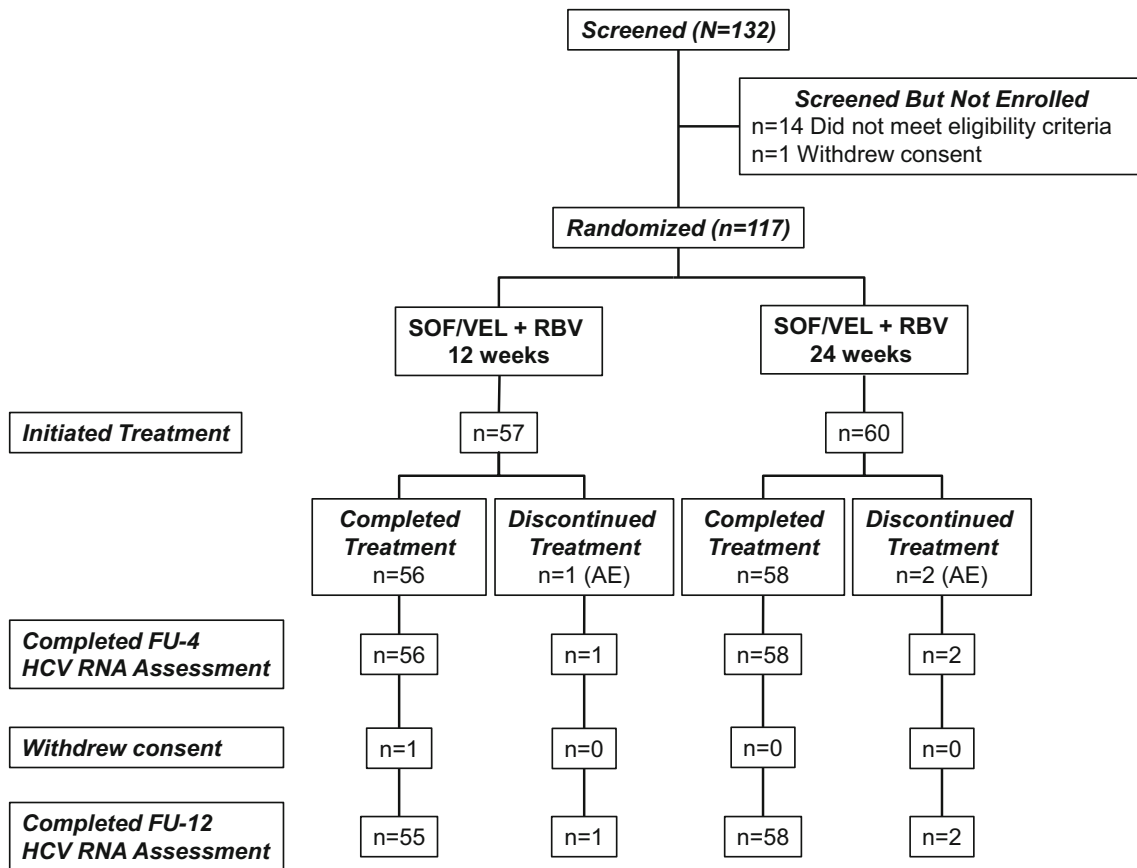 Screened (N=132)
Screened But Not Enrolled
n=14 Did not meet eligibility criteria
n=1 Withdrew consent
Randomized (n=117)
SOF/VEL + RBV
12 weeks
SOF/VEL + RBV
24 weeks
Initiated Treatment
n=57
n=60
Completed
Treatment
n=56
Discontinued
Treatment
n=1 (AE)
Completed
Treatment
n=58
Discontinued
Treatment
n=2 (AE)
Completed FU-4
HCV RNA Assessment
n=56
n=1
n=58
n=2
Withdrew consent
n=1
n=0
n=0
n=0
Completed FU-12
HCV RNA Assessment
n=55
n=1
n=58
n=2